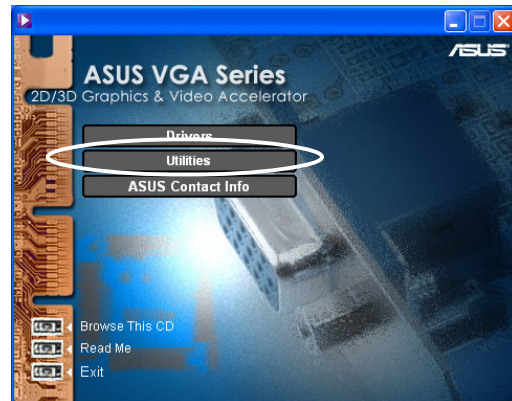 ASUS
ASUS VGA Series
2D/3D Graphics & Video Accelerator
Drivers
Utilities
ASUS Contact Info
Browse This CD
Read Me
Exit